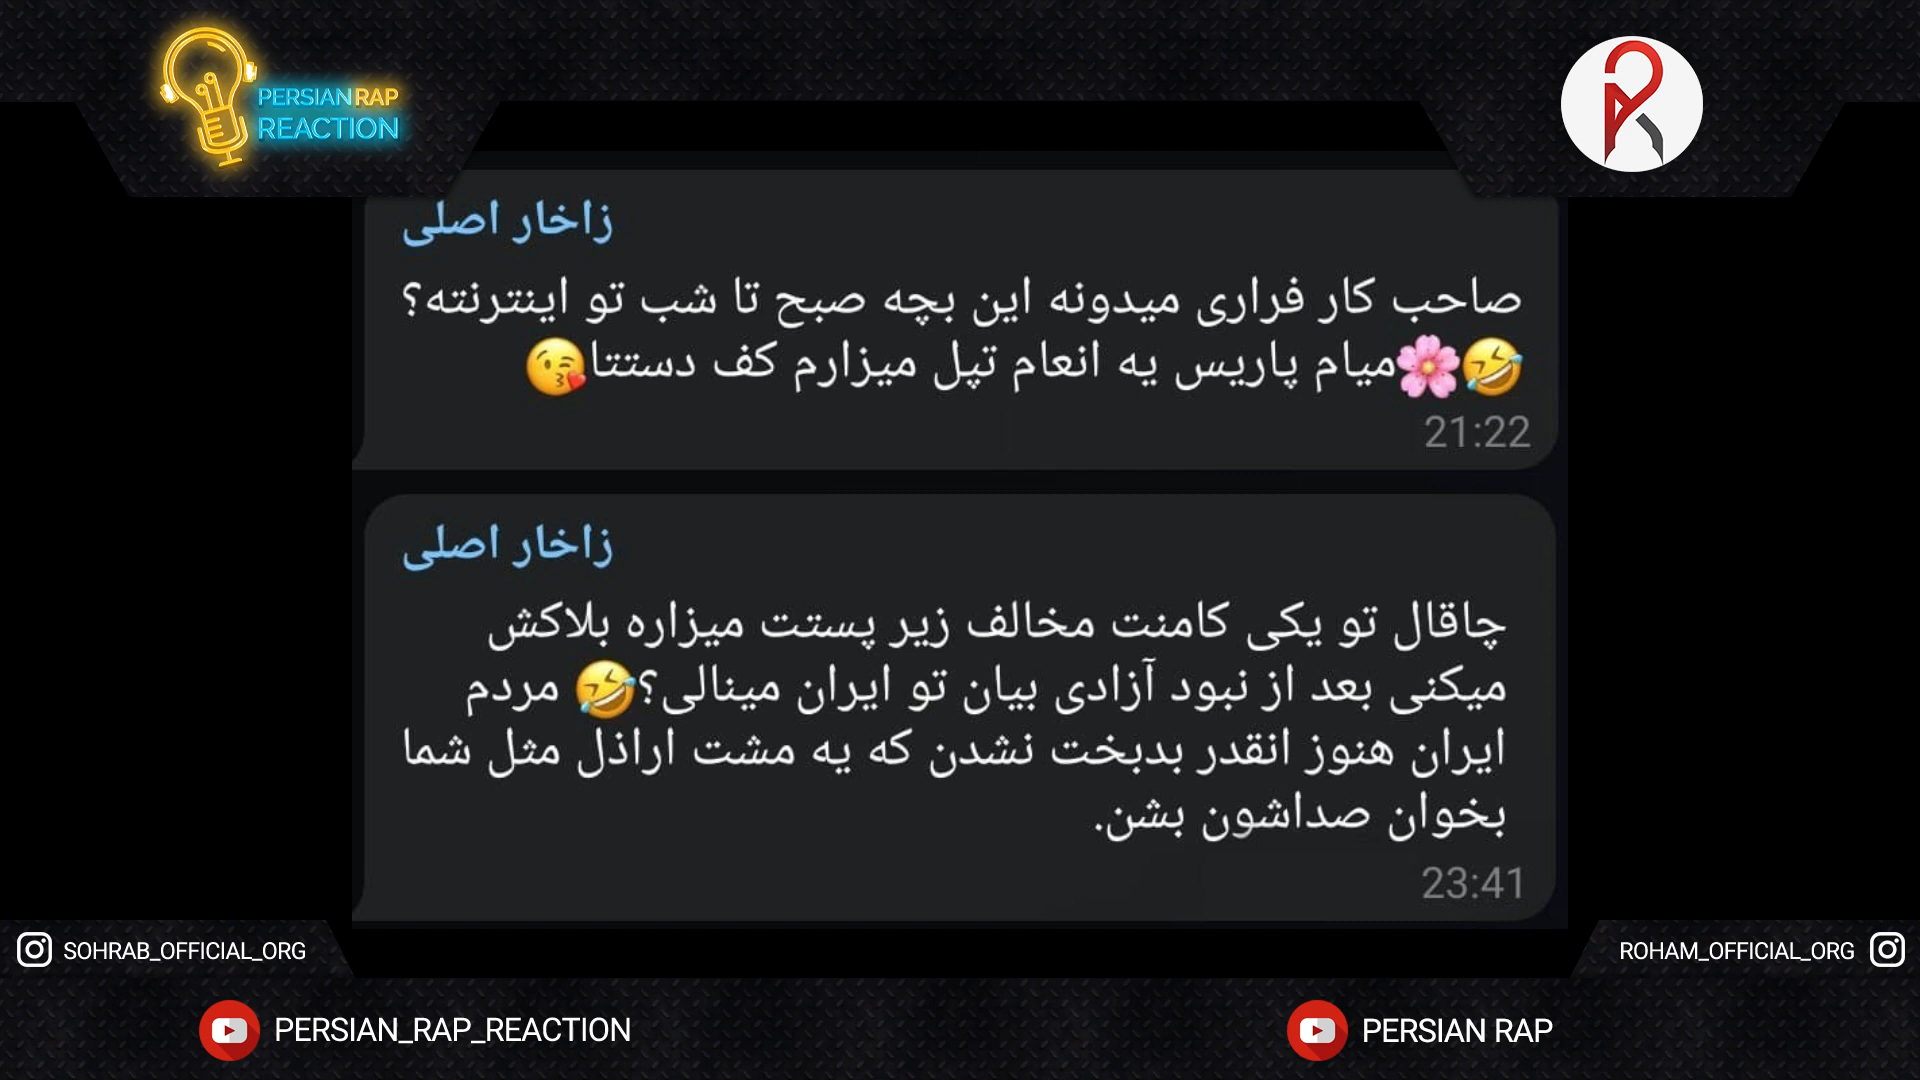 PERSIAN RAP
REACTION
زاخار اصلی
صاحب کار فراری میدونه این بچه صبح تا شب تو اینترنته؟
🤣🌸میام پاریس یه انعام تپل میزارم کف دستتا😘
21:22
زاخار اصلی
چاقال تو یکی کامنت مخالف زیر پستت میزاره بلاکش
میکنی بعد از نبود آزادی بیان تو ایران مینالی؟🤣 مردم
ایران هنوز انقدر بدبخت نشدن که یه مشت اراذل مثل شما
بخوان صداشون بشن.
23:41
SOHRAB_OFFICIAL_ORG
ROHAM_OFFICIAL_ORG
PERSIAN_RAP_REACTION
PERSIAN RAP